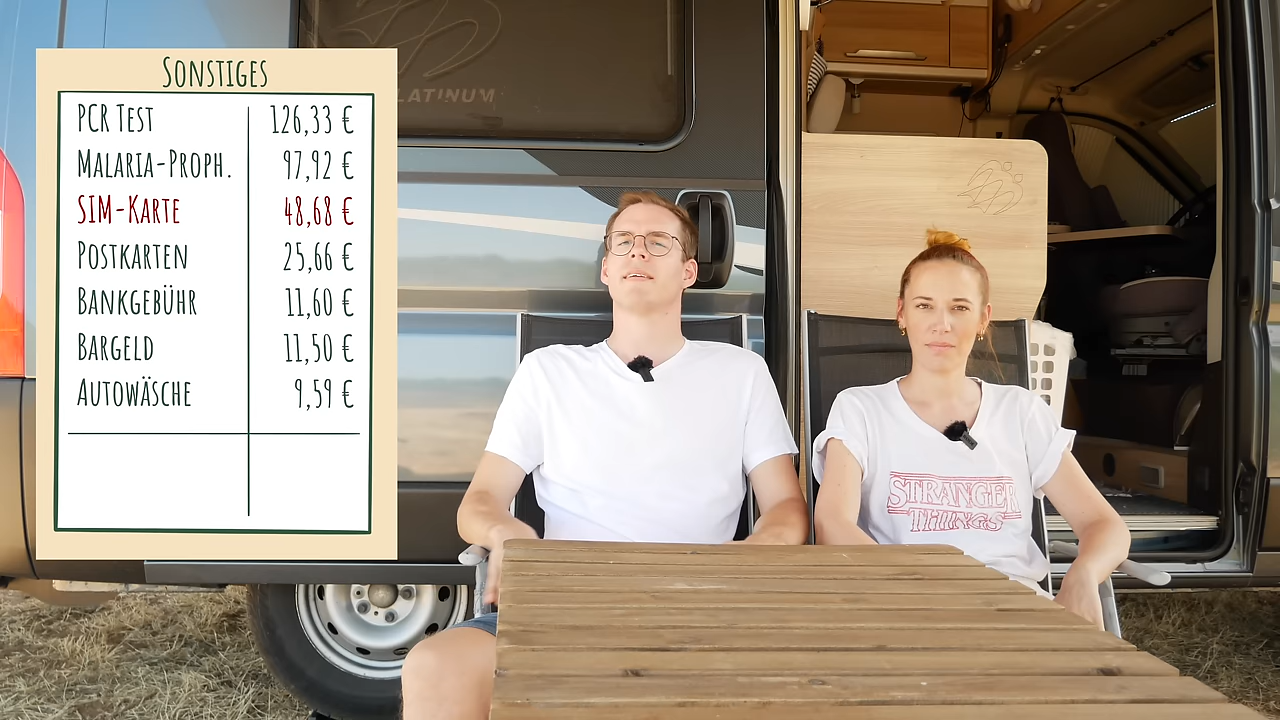 Sonstiges
PCR Test 126,33 €
Malaria-Proph. 97,92 €
SIM-Karte 48,68 €
Postkarten 25,66 €
Bankgebühr 11,60 €
Bargeld 11,50 €
Autowäsche 9,59 €
LATINUM
STRANGER
THINGS